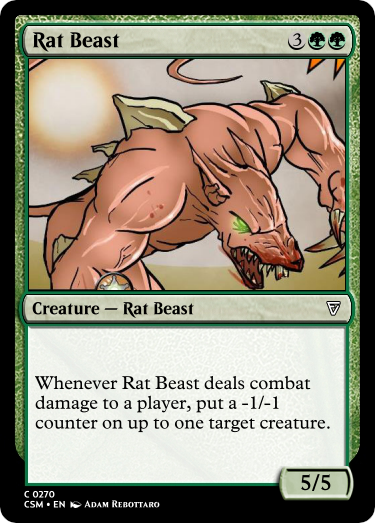 Rat Beast 3
Creature — Rat Beast
Whenever Rat Beast deals combat
damage to a player, put a -1/-1
counter on up to one target creature.
5/5
C 0270
CSM • EN Adam Rebottaro